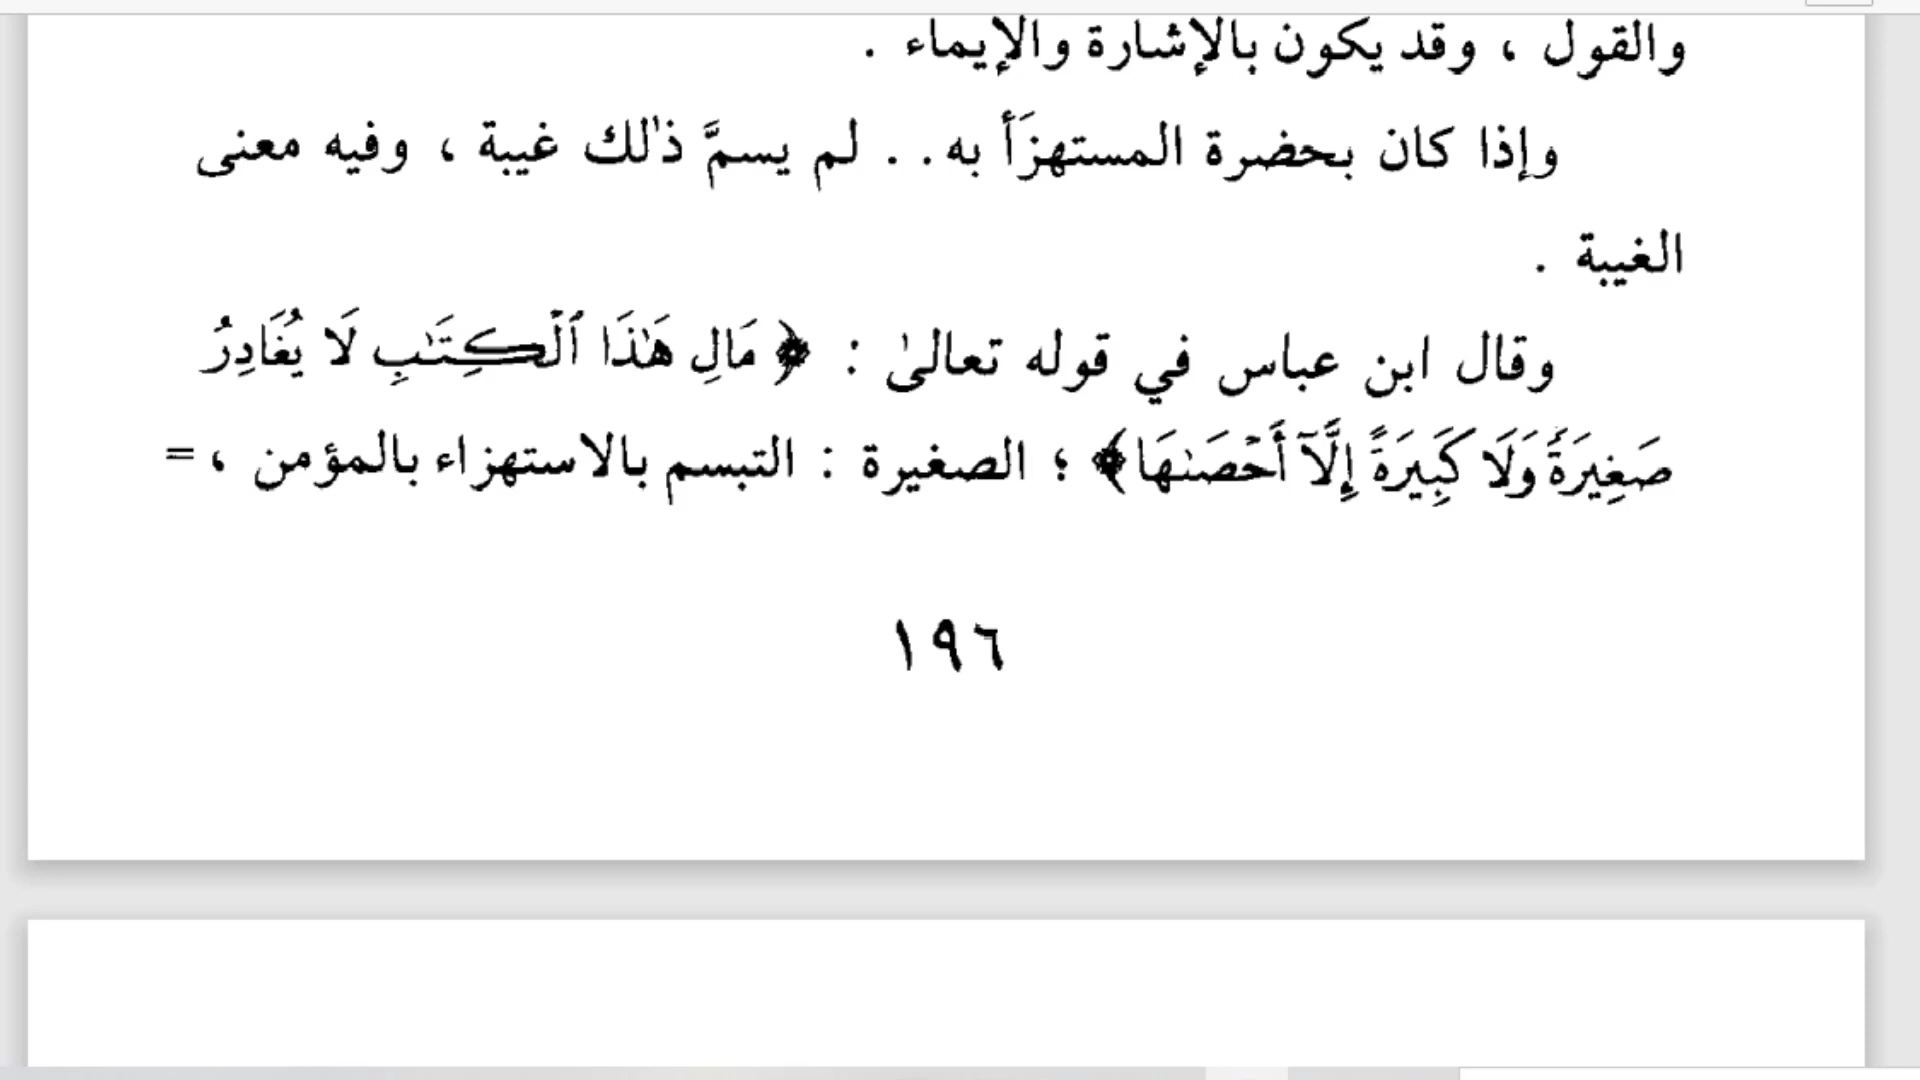 والقول ، وقد يكون بالإشارة والإيماء .
وإذا كان بحضرة المستهزَأ به . . لم يسمَّ ذٰلك غيبة ، وفيه معنى
الغيبة .
وقال ابن عباس في قوله تعالىٰ : ﴿ مَالِ هَٰذَا ٱلْكِتَٰبِ لَا يُغَادِرُ
صَغِيرَةً وَلَا كَبِيرَةً إِلَّآ أَحْصَىٰهَا﴾ ؛ الصغيرة : التبسم بالاستهزاء بالمؤمن ، =
١٩٦